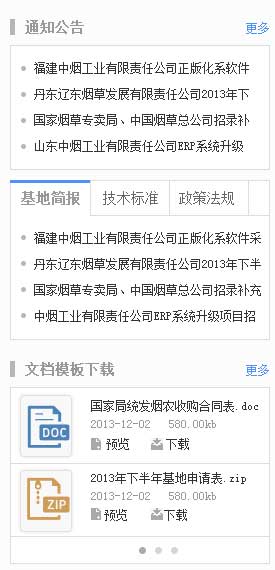 通知公告 更多
福建中烟工业有限责任公司正版化系软件
丹东辽东烟草发展有限责任公司2013年下
国家烟草专卖局、中国烟草总公司招录补
山东中烟工业有限责任公司ERP系统升级
基地简报 技术标准 政策法规
福建中烟工业有限责任公司正版化系软件采
丹东辽东烟草发展有限责任公司2013年下半
国家烟草专卖局、中国烟草总公司招录补充
中烟工业有限责任公司ERP系统升级项目招
文档模板下载 更多
国家局统发烟农收购合同表.doc
2013-12-02 580.00kb
DOC
预览 下载
2013年下半年基地申请表.zip
2013-12-02 580.00kb
ZIP
预览 下载